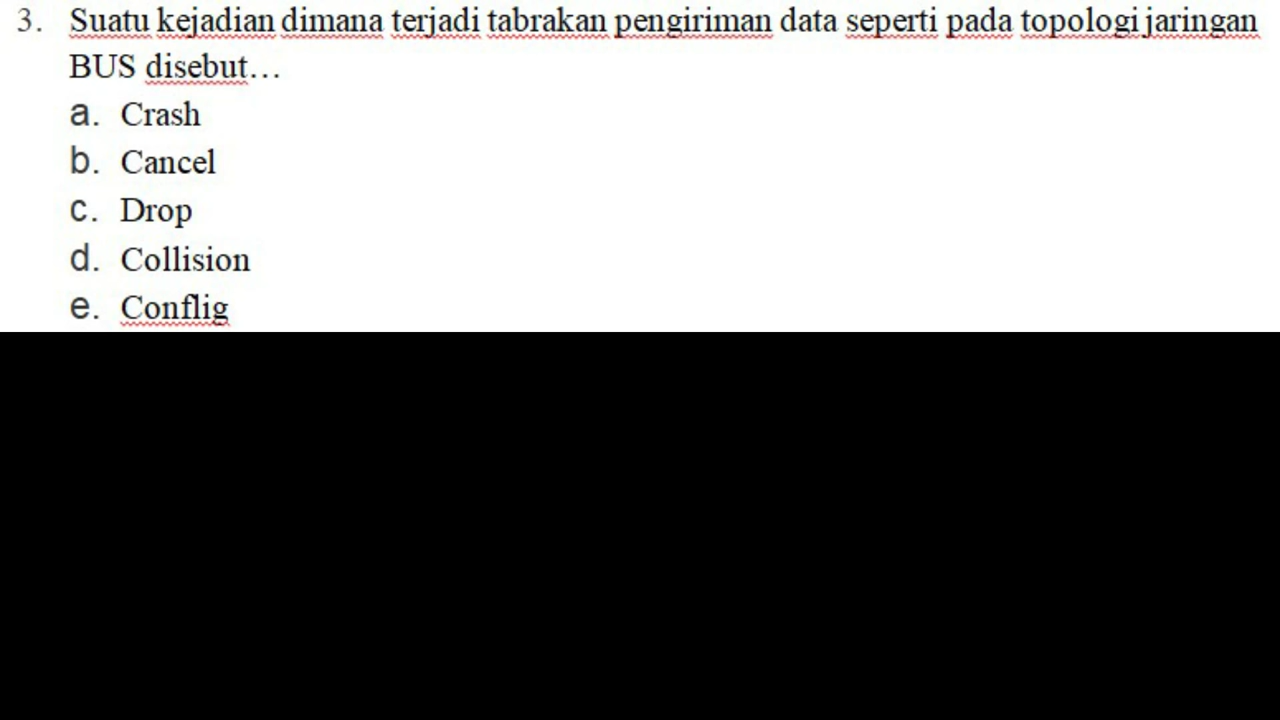 3. Suatu kejadian dimana terjadi tabrakan pengiriman data seperti pada topologi jaringan
BUS disebut…
a. Crash
b. Cancel
c. Drop
d. Collision
e. Conflig